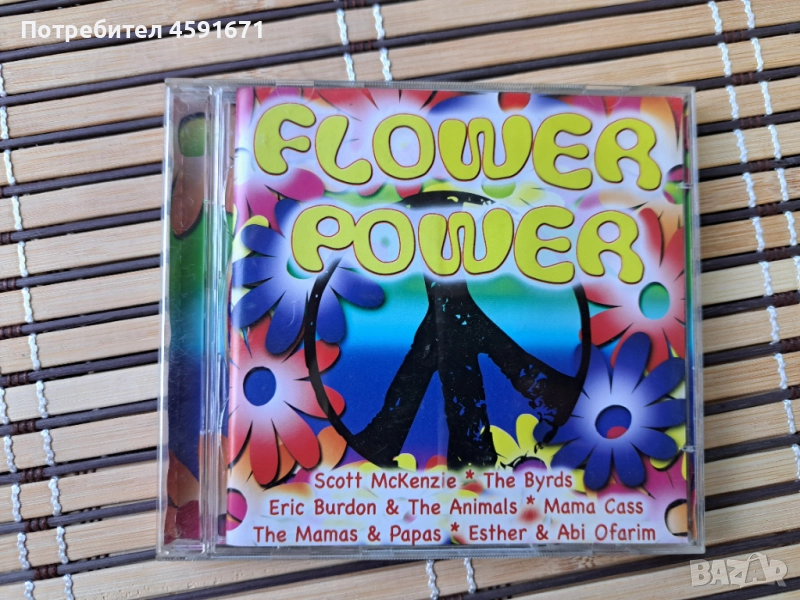 Потребител 4591671
FLOWER
POWER
Scott McKenzie * The Byrds
Eric Burdon & The Animals * Mama Cass
The Mamas & Papas * Esther & Abi Ofarim
BAZAR